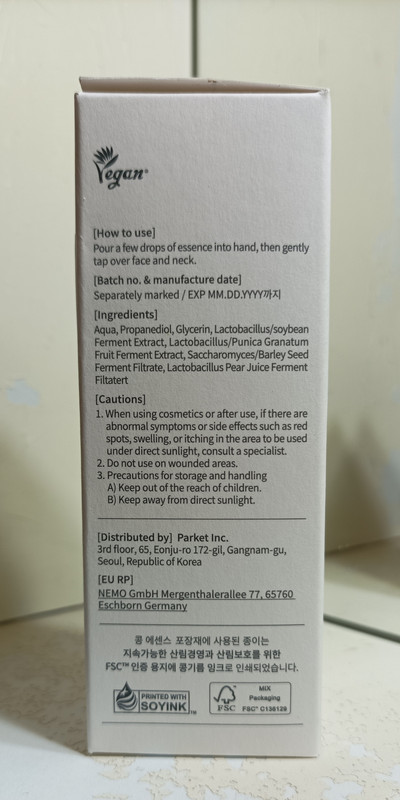 Vegan®
[How to use]
Pour a few drops of essence into hand, then gently
tap over face and neck.
[Batch no. & manufacture date]
Separately marked / EXP MM.DD.YYYY까지
[Ingredients]
Aqua, Propanediol, Glycerin, Lactobacillus/soybean
Ferment Extract, Lactobacillus/Punica Granatum
Fruit Ferment Extract, Saccharomyces/Barley Seed
Ferment Filtrate, Lactobacillus Pear Juice Ferment
Filtatert
[Cautions]
1. When using cosmetics or after use, if there are
abnormal symptoms or side effects such as red
spots, swelling, or itching in the area to be used
under direct sunlight, consult a specialist.
2. Do not use on wounded areas.
3. Precautions for storage and handling
A) Keep out of the reach of children.
B) Keep away from direct sunlight.
[Distributed by] Parket Inc.
3rd floor, 65, Eonju-ro 172-gil, Gangnam-gu,
Seoul, Republic of Korea
[EU RP]
NEMO GmbH Mergenthalerallee 77, 65760
Eschborn Germany
콩 에센스 포장재에 사용된 종이는
지속가능한 산림경영과 산림보호를 위한
FSC™ 인증 용지에 콩기름 잉크로 인쇄되었습니다.
PRINTED WITH
SOYINK™
FSC
MIX
Packaging
FSC® C138128